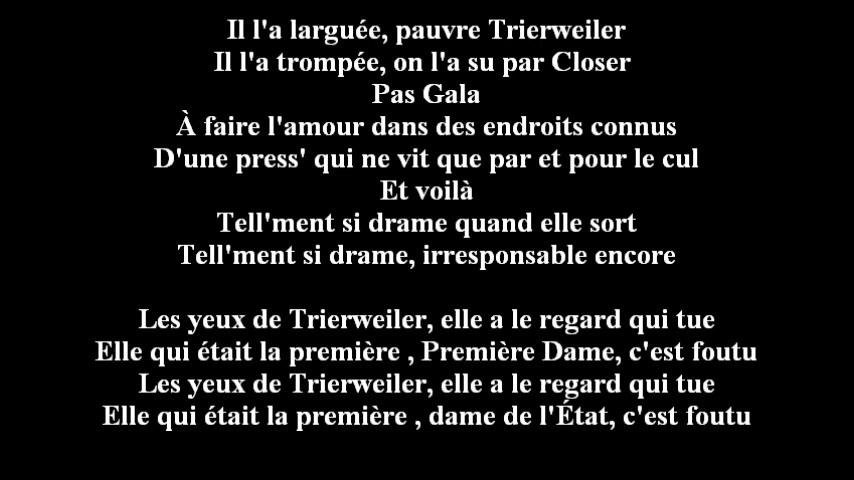 Il l'a larguée, pauvre Trierweiler
Il l'a trompée, on l'a su par Closer
Pas Gala
À faire l'amour dans des endroits connus
D'une press' qui ne vit que par et pour le cul
Et voilà
Tell'ment si drame quand elle sort
Tell'ment si drame, irresponsable encore
Les yeux de Trierweiler, elle a le regard qui tue
Elle qui était la première , Première Dame, c'est foutu
Les yeux de Trierweiler, elle a le regard qui tue
Elle qui était la première , dame de l'État, c'est foutu